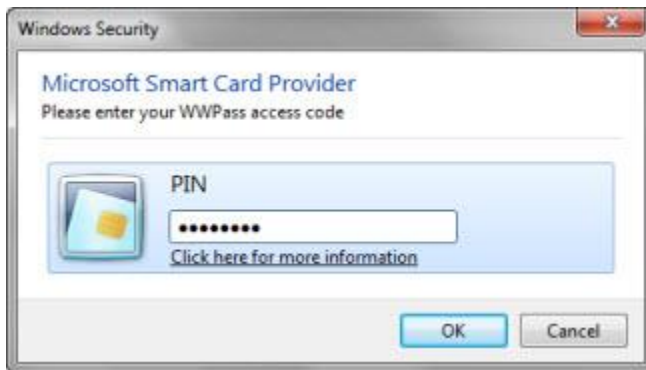 Windows Security
Microsoft Smart Card Provider
Please enter your WWPass access code
PIN
••••••••
Click here for more information
OK
Cancel